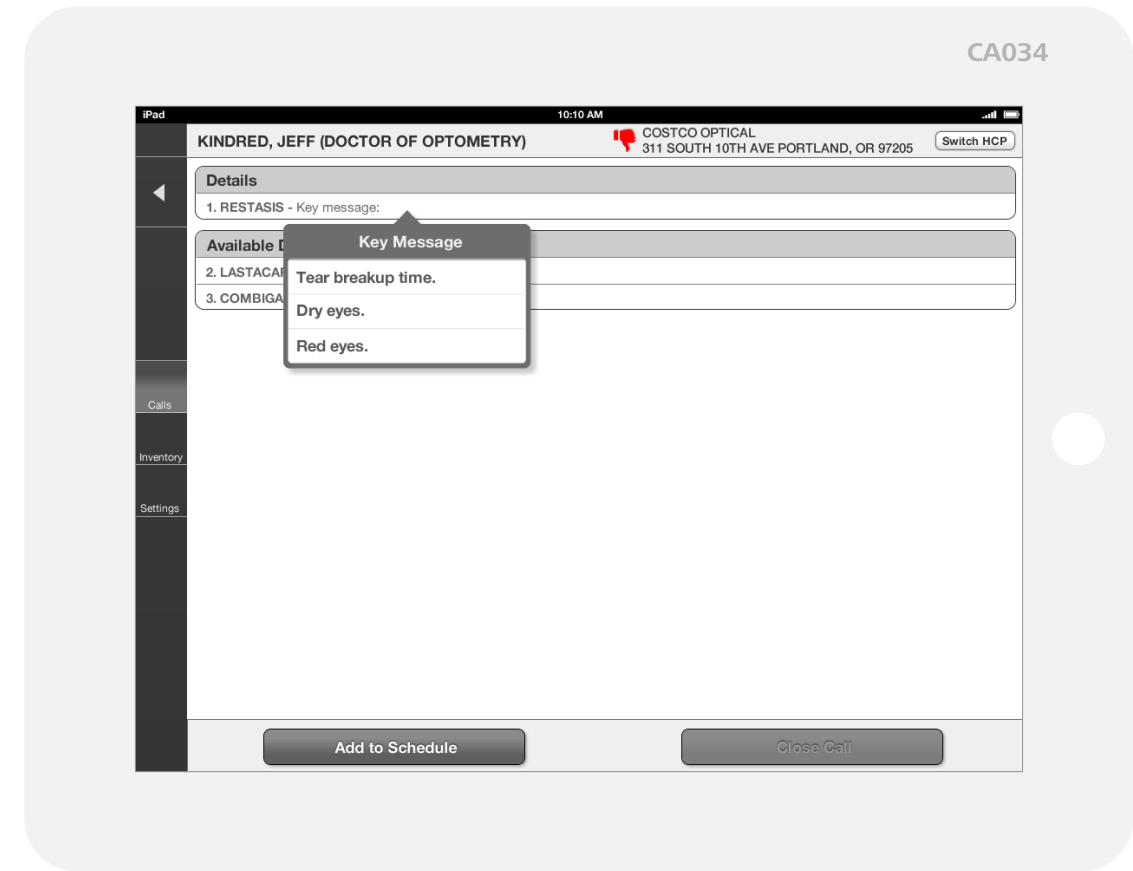 CA034
iPad
10:10 AM
KINDRED, JEFF (DOCTOR OF OPTOMETRY)
COSTCO OPTICAL
311 SOUTH 10TH AVE PORTLAND, OR 97205
Switch HCP
Details
1. RESTASIS - Key message:
Available
Key Message
2. LASTACAF
Tear breakup time.
3. COMBIGA
Dry eyes.
Red eyes.
Calls
Inventory
Settings
Add to Schedule
Close Call